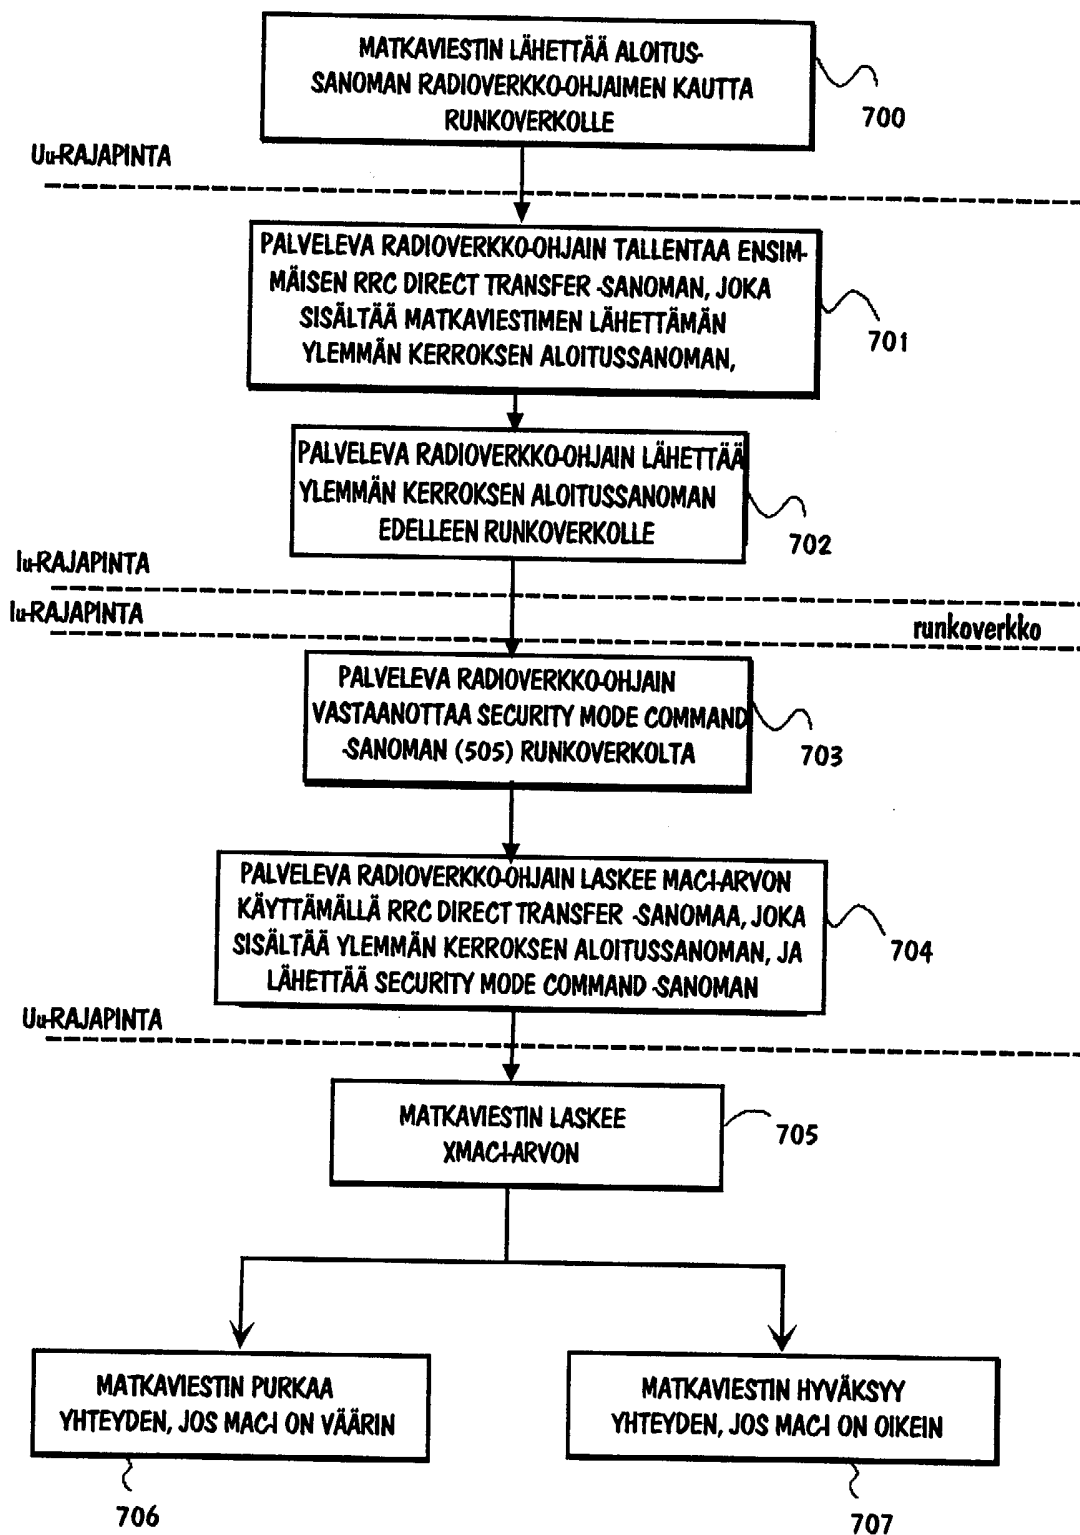 MATKAVIESTIN LÄHETTÄÄ ALOITUS-
SANOMAN RADIOVERKKO-OHJAIMEN KAUTTA
RUNKOVERKOLLE
700
Uu-RAJAPINTA
PALVELEVA RADIOVERKKO-OHJAIN TALLENTAA ENSIM-
MÄISEN RRC DIRECT TRANSFER -SANOMAN, JOKA
SISÄLTÄÄ MATKAVIESTIMEN LÄHETTÄMÄN
YLEMMÄN KERROKSEN ALOITUSSANOMAN,
701
PALVELEVA RADIOVERKKO-OHJAIN LÄHETTÄÄ
YLEMMÄN KERROKSEN ALOITUSSANOMAN
EDELLEEN RUNKOVERKOLLE
702
Iu-RAJAPINTA
Iu-RAJAPINTA
runkoverkko
PALVELEVA RADIOVERKKO-OHJAIN
VASTAANOTTAA SECURITY MODE COMMAND
-SANOMAN (505) RUNKOVERKOLTA
703
PALVELEVA RADIOVERKKO-OHJAIN LASKEE MAC-I-ARVON
KÄYTTÄMÄLLÄ RRC DIRECT TRANSFER -SANOMAA, JOKA
SISÄLTÄÄ YLEMMÄN KERROKSEN ALOITUSSANOMAN, JA
LÄHETTÄÄ SECURITY MODE COMMAND -SANOMAN
704
Uu-RAJAPINTA
MATKAVIESTIN LASKEE
XMAC-I-ARVON
705
MATKAVIESTIN PURKAA
YHTEYDEN, JOS MAC-I ON VÄÄRIN
706
MATKAVIESTIN HYVÄKSYY
YHTEYDEN, JOS MAC-I ON OIKEIN
707